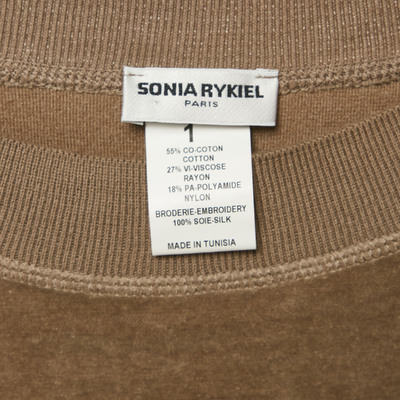 SONIA RYKIEL
PARIS
1
55% CO-COTON
COTTON
27% VI-VISCOSE
RAYON
18% PA-POLYAMIDE
NYLON
BRODERIE-EMBROIDERY
100% SOIE-SILK
MADE IN TUNISIA